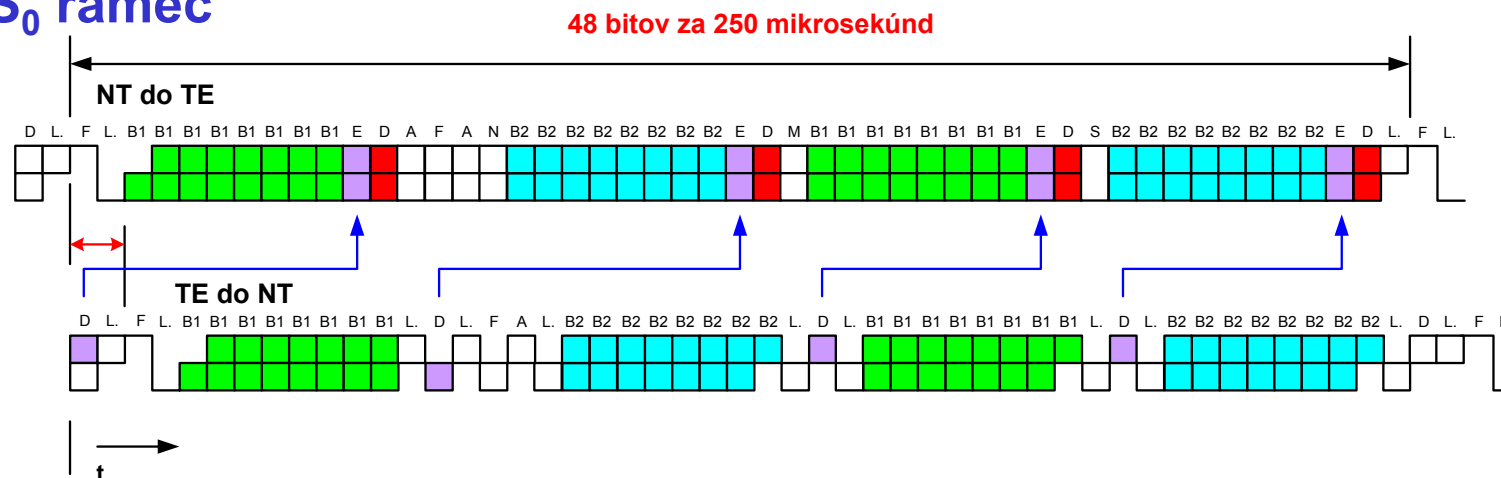 S₀ rámec
48 bitov za 250 mikrosekúnd
NT do TE
D L. F L. B1 B1 B1 B1 B1 B1 B1 B1 E D A F A N B2 B2 B2 B2 B2 B2 B2 B2 E D M B1 B1 B1 B1 B1 B1 B1 B1 E D S B2 B2 B2 B2 B2 B2 B2 B2 E D L. F L.
TE do NT
D L. F L. B1 B1 B1 B1 B1 B1 B1 B1 L. D L. F A L. B2 B2 B2 B2 B2 B2 B2 B2 L. D L. B1 B1 B1 B1 B1 B1 B1 B1 L. D L. B2 B2 B2 B2 B2 B2 B2 B2 L. D L. F
t